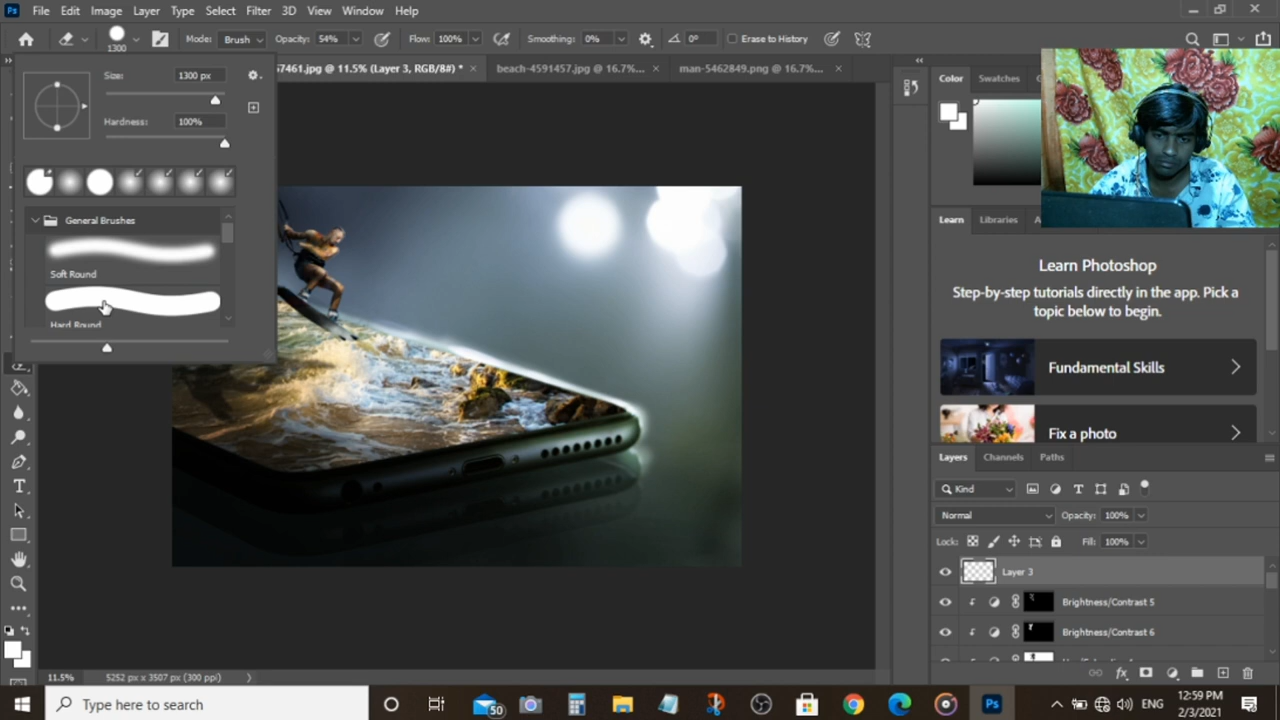 Ps File Edit Image Layer Type Select Filter 3D View Window Help
1300 Mode: Brush Opacity: 54% Flow: 100% Smoothing: 0% 0° Erase to History
57461.jpg @ 11.5% (Layer 3, RGB/8#) * × beach-4591457.jpg @ 16.7%... × man-5462849.png @ 16.7%... ×
Size: 1300 px
Hardness: 100%
General Brushes
Soft Round
Hard Round
Color Swatches
Learn Libraries
Learn Photoshop
Step-by-step tutorials directly in the app. Pick a
topic below to begin.
Fundamental Skills
Fix a photo
Layers Channels Paths
Kind
Normal Opacity: 100%
Lock: Fill: 100%
Layer 3
Brightness/Contrast 5
Brightness/Contrast 6
11.5% 5252 px x 3507 px (300 ppi)
Type here to search
50
Ps
ENG
12:59 PM
2/3/2021